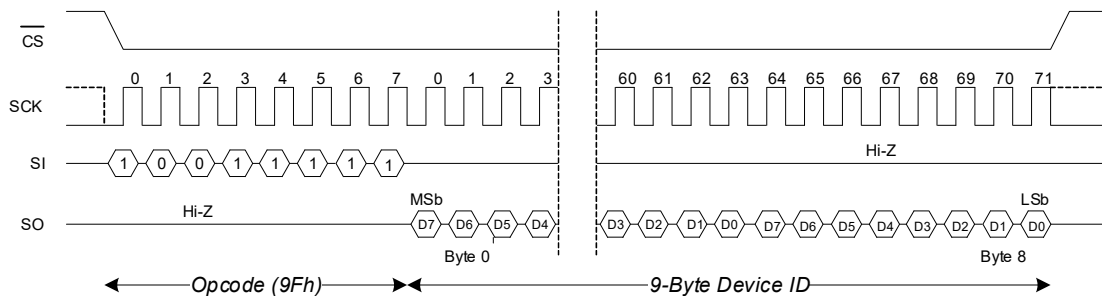 CS
0 1 2 3 4 5 6 7 0 1 2 3 60 61 62 63 64 65 66 67 68 69 70 71
SCK
Hi-Z
SI 1 0 0 1 1 1 1 1
MSb LSb
Hi-Z
SO D7 D6 D5 D4 D3 D2 D1 D0 D7 D6 D5 D4 D3 D2 D1 D0
Byte 0 Byte 8
Opcode (9Fh) 9-Byte Device ID